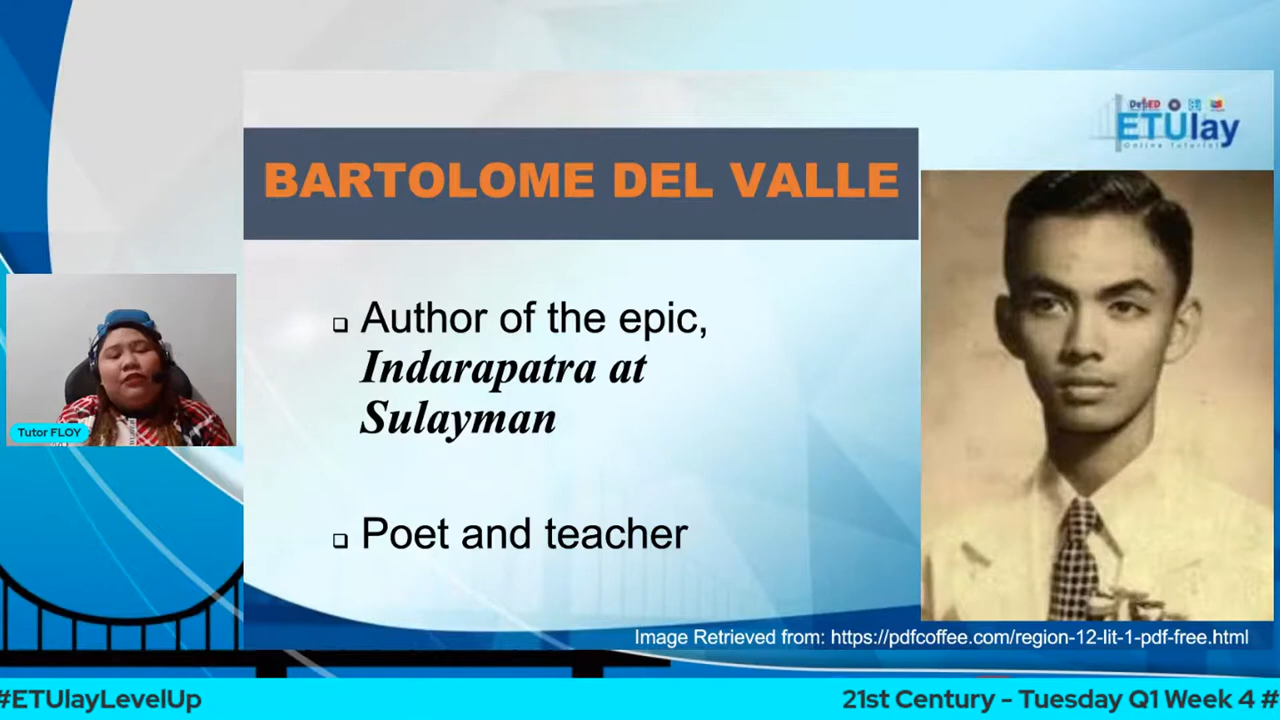 DepED
ETUlay
Online Tutorial
BARTOLOME DEL VALLE
Author of the epic,
Indarapatra at
Sulayman
Poet and teacher
Tutor FLOY
Image Retrieved from: https://pdfcoffee.com/region-12-lit-1-pdf-free.html
#ETUlayLevelUp
21st Century - Tuesday Q1 Week 4 #